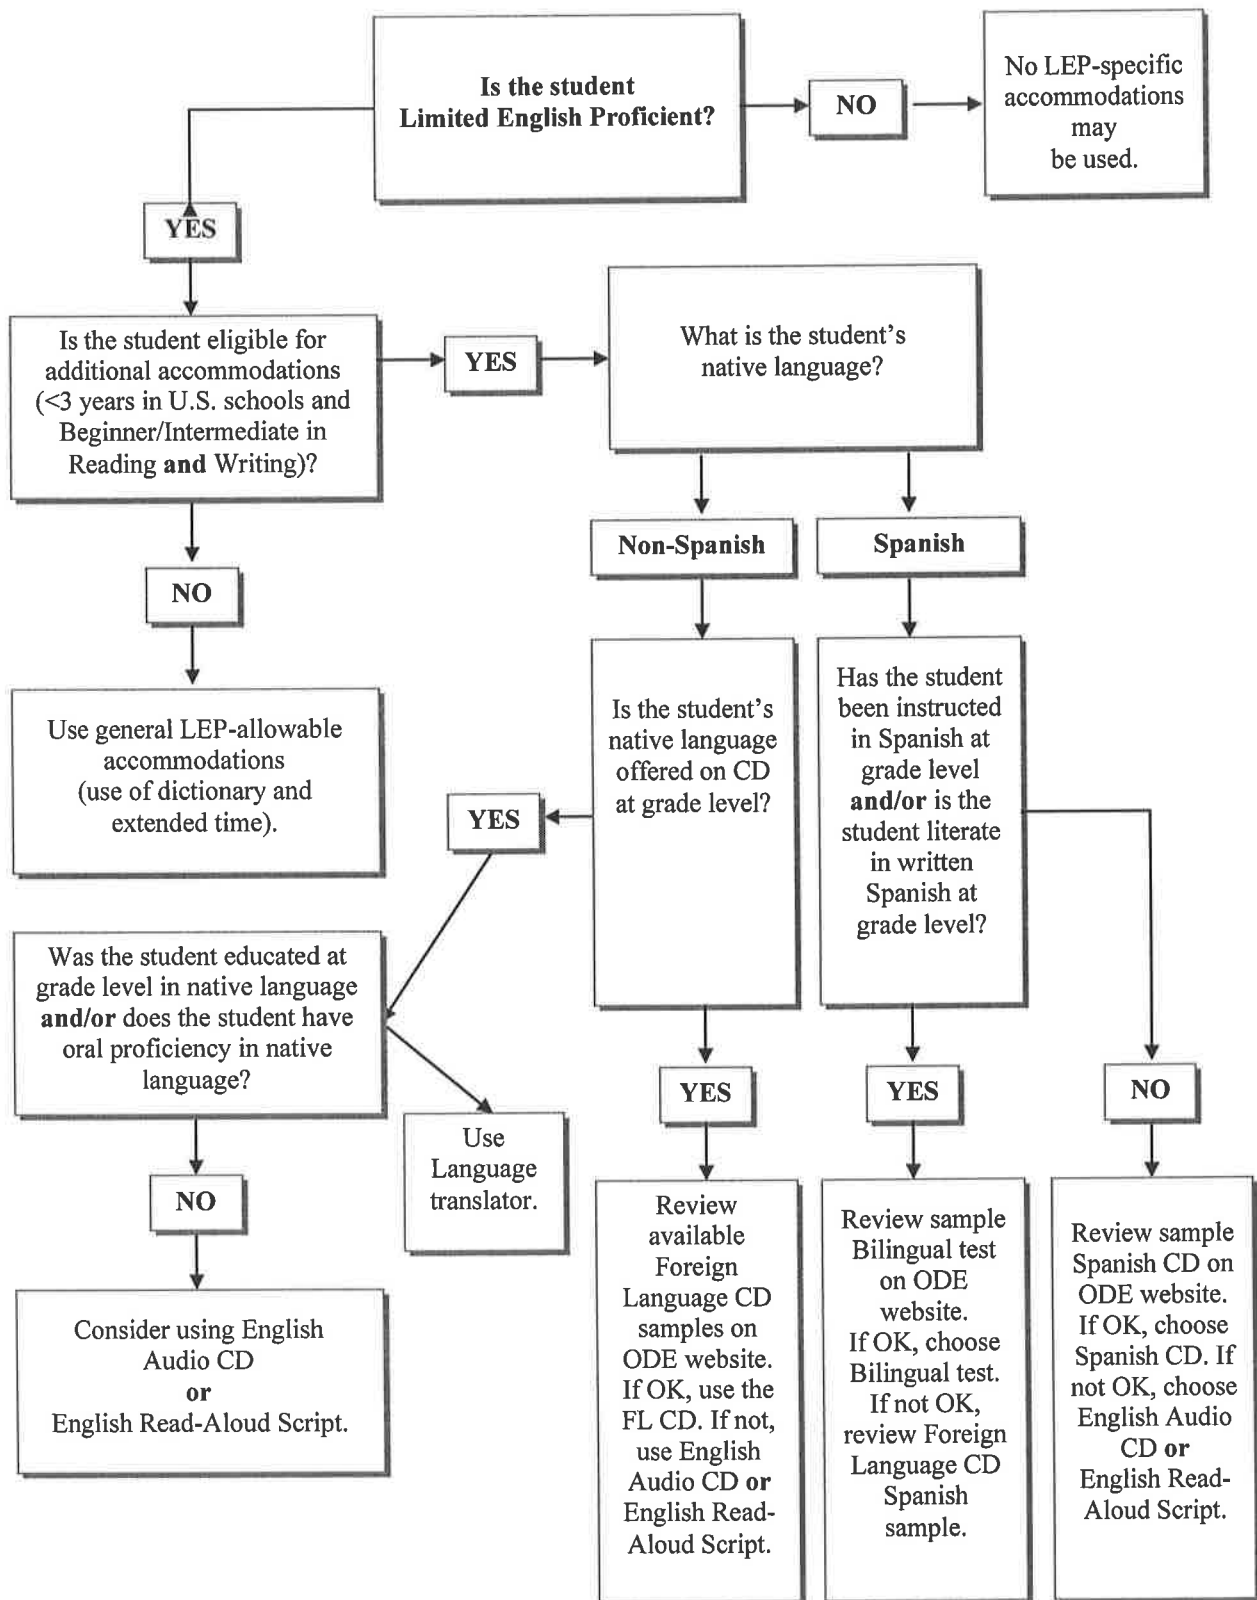 Is the student
Limited English Proficient?
NO
No LEP-specific
accommodations
may
be used.
YES
Is the student eligible for
additional accommodations
(<3 years in U.S. schools and
Beginner/Intermediate in
Reading and Writing)?
YES
What is the student's
native language?
NO
Non-Spanish
Spanish
Use general LEP-allowable
accommodations
(use of dictionary and
extended time).
Is the student's
native language
offered on CD
at grade level?
Has the student
been instructed
in Spanish at
grade level
and/or is the
student literate
in written
Spanish at
grade level?
YES
Was the student educated at
grade level in native language
and/or does the student have
oral proficiency in native
language?
NO
Use
Language
translator.
YES
YES
NO
Consider using English
Audio CD
or
English Read-Aloud Script.
Review
available
Foreign
Language CD
samples on
ODE website.
If OK, use the
FL CD. If not,
use English
Audio CD or
English Read-
Aloud Script.
Review sample
Bilingual test
on ODE
website.
If OK, choose
Bilingual test.
If not OK,
review Foreign
Language CD
Spanish
sample.
Review sample
Spanish CD on
ODE website.
If OK, choose
Spanish CD. If
not OK, choose
English Audio
CD or
English Read-
Aloud Script.